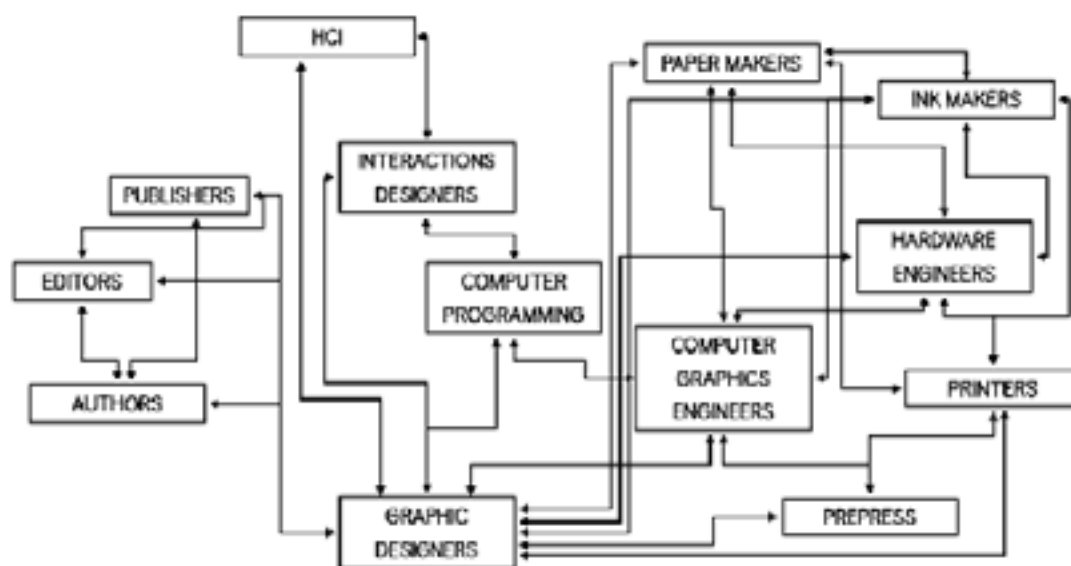 HCI
PAPER MAKERS
INK MAKERS
INTERACTIONS
DESIGNERS
PUBLISHERS
HARDWARE
ENGINEERS
EDITORS
COMPUTER
PROGRAMMING
COMPUTER
GRAPHICS
ENGINEERS
AUTHORS
PRINTERS
GRAPHIC
DESIGNERS
PREPRESS